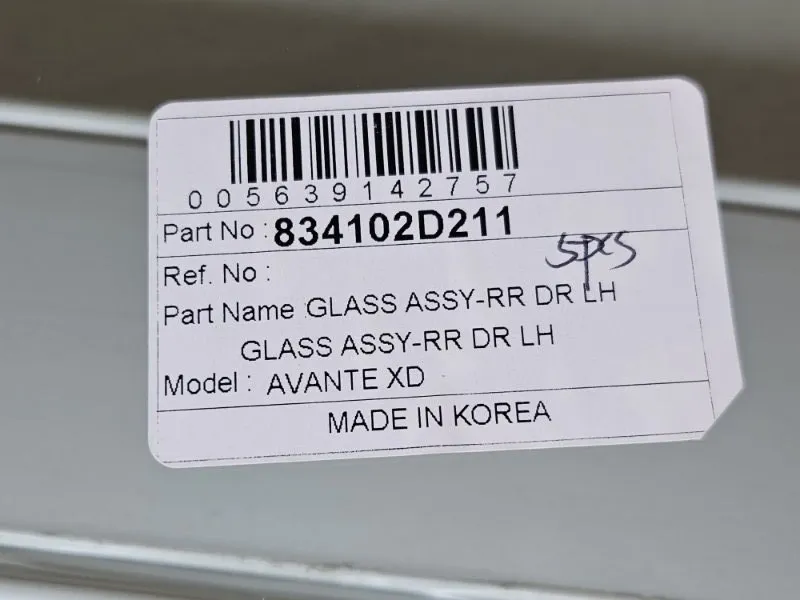 005639142757
Part No : 834102D211
5pcs
Ref. No :
Part Name : GLASS ASSY-RR DR LH
GLASS ASSY-RR DR LH
Model : AVANTE XD
MADE IN KOREA